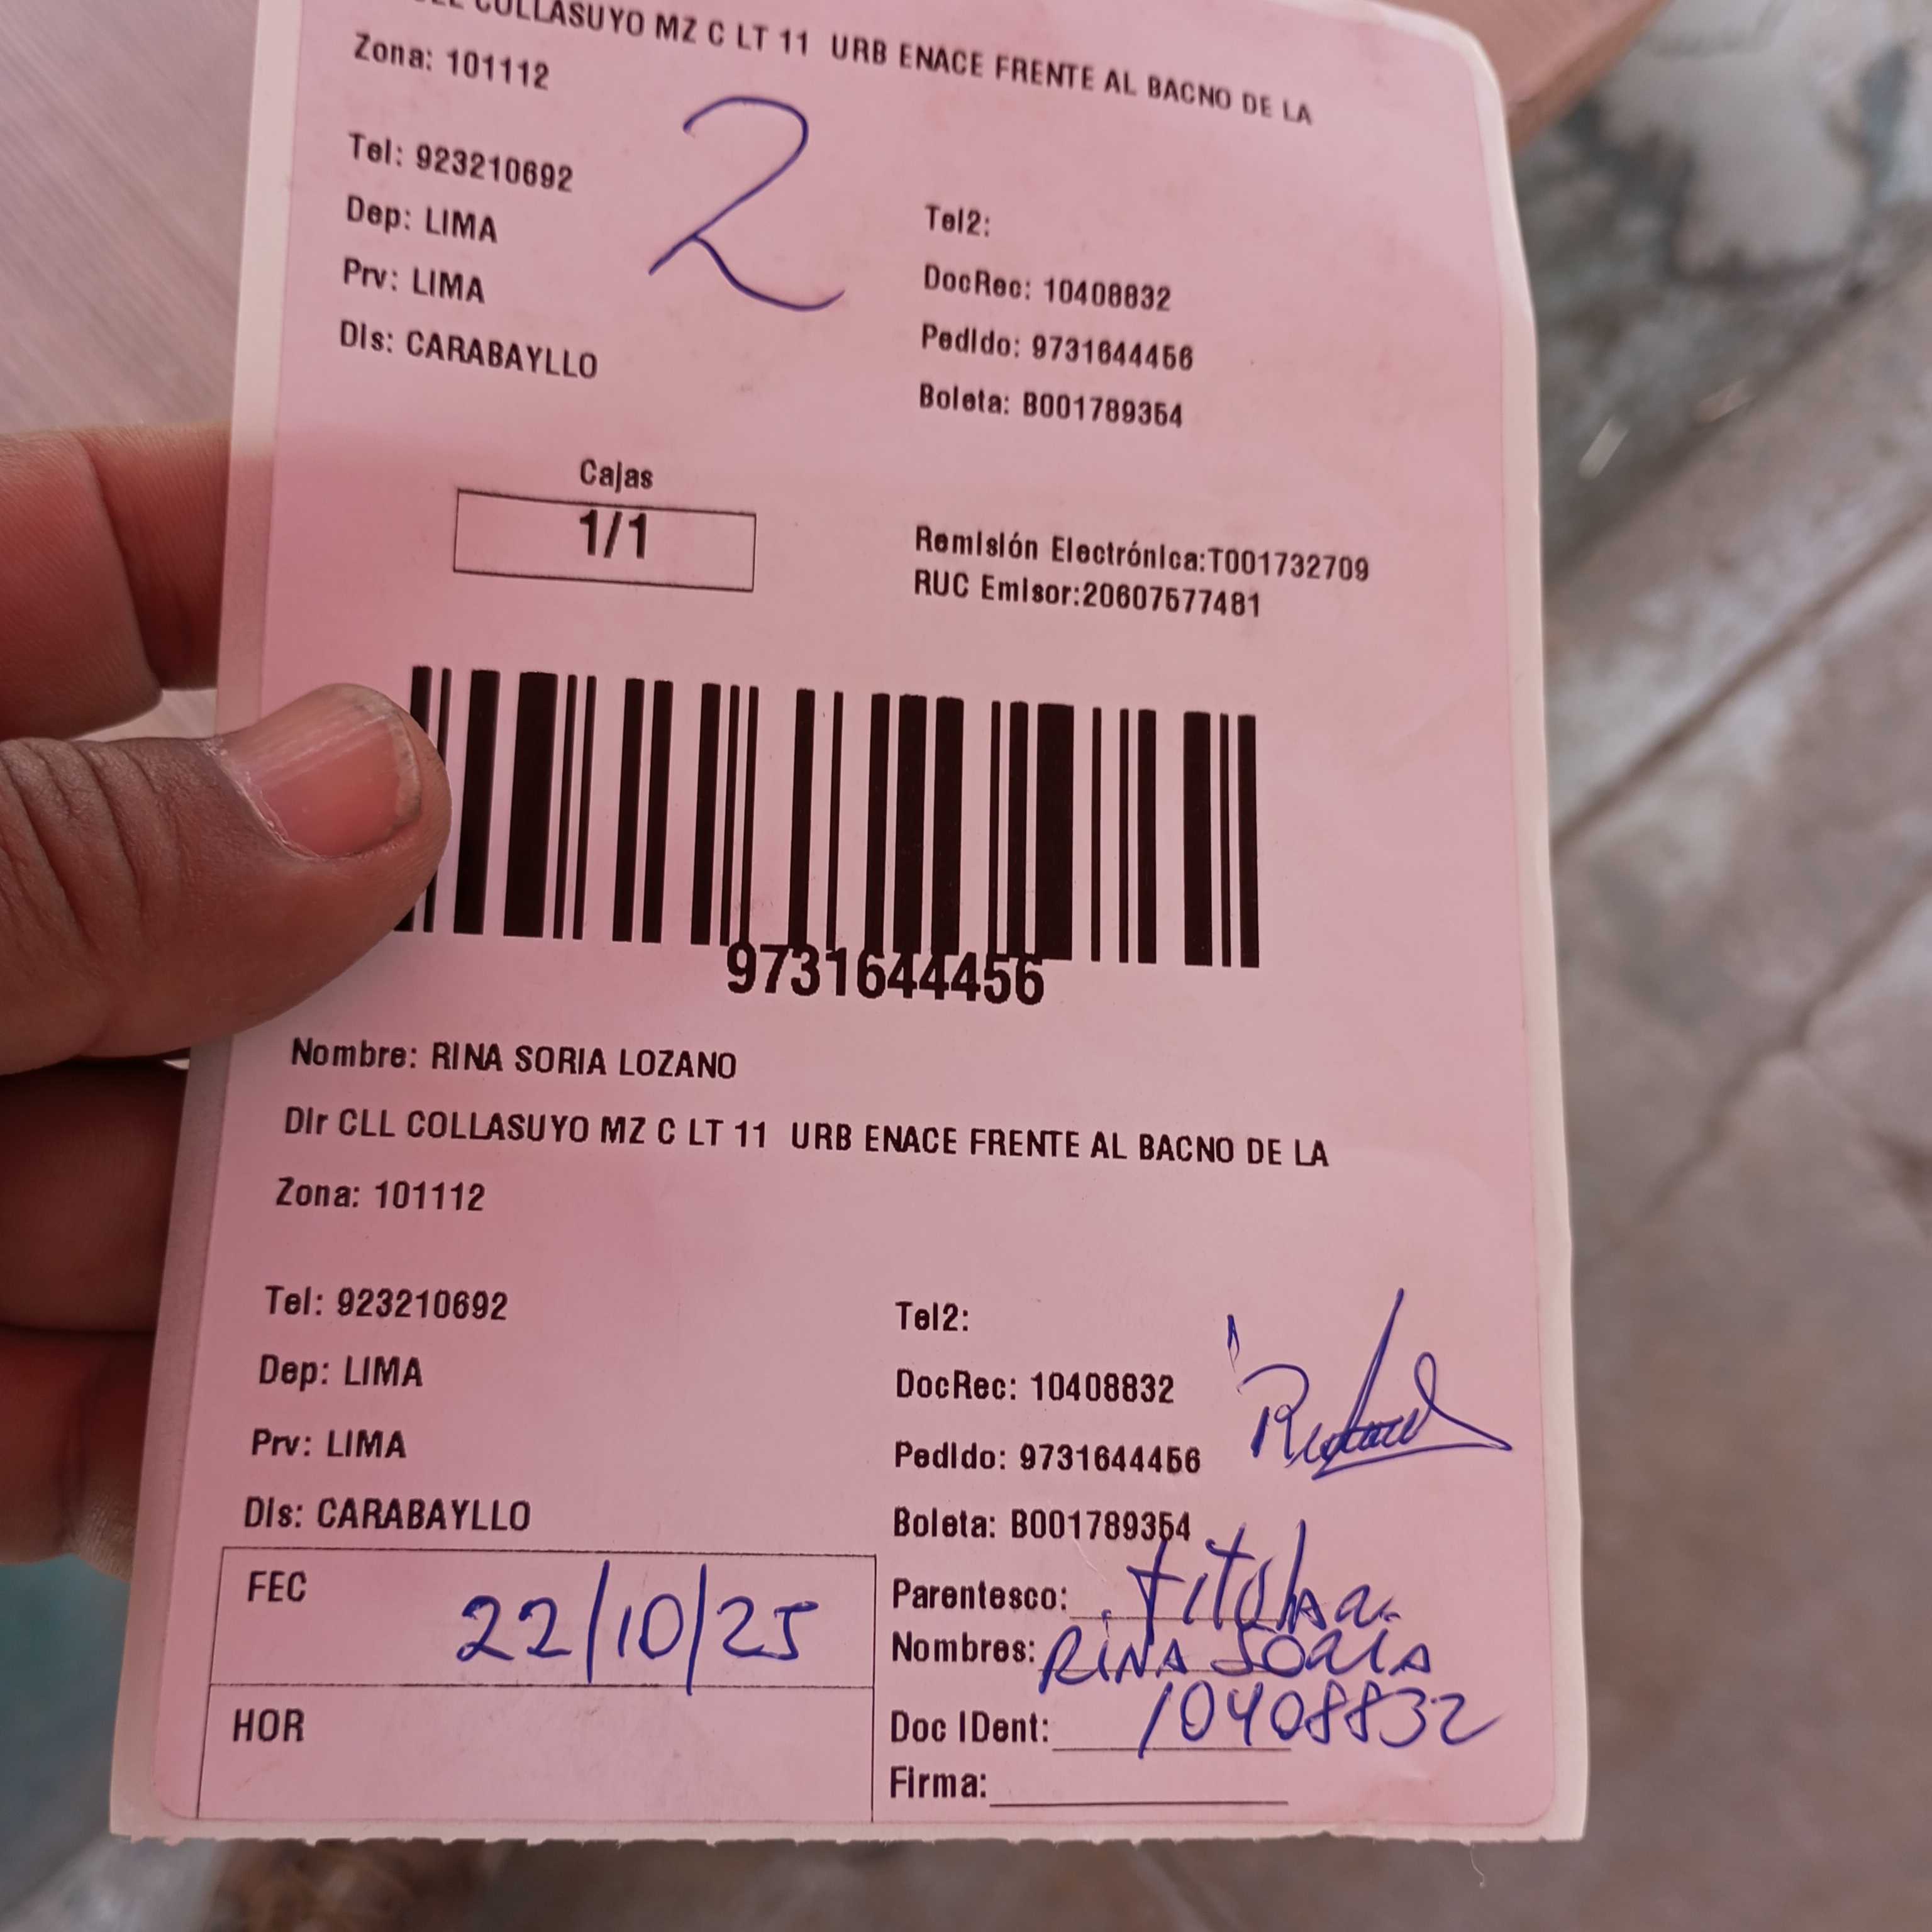 COLLASUYO MZ C LT 11 URB ENACE FRENTE AL BACNO DE LA
Zona: 101112
2
Tel: 923210692
Tel2:
Dep: LIMA
DocRec: 10408832
Prv: LIMA
Pedido: 9731644456
Dis: CARABAYLLO
Boleta: B001789354
Cajas
1/1
Remisión Electrónica:T001732709
RUC Emisor:20607577481
9731644456
Nombre: RINA SORIA LOZANO
Dir CLL COLLASUYO MZ C LT 11 URB ENACE FRENTE AL BACNO DE LA
Zona: 101112
Tel: 923210692
Tel2:
Dep: LIMA
DocRec: 10408832
Prv: LIMA
Pedido: 9731644456
Dis: CARABAYLLO
Boleta: B001789354
FEC 22/10/25
Parentesco:
Nombres: RINA SORIA
HOR
Doc IDent: 10408832
Firma: